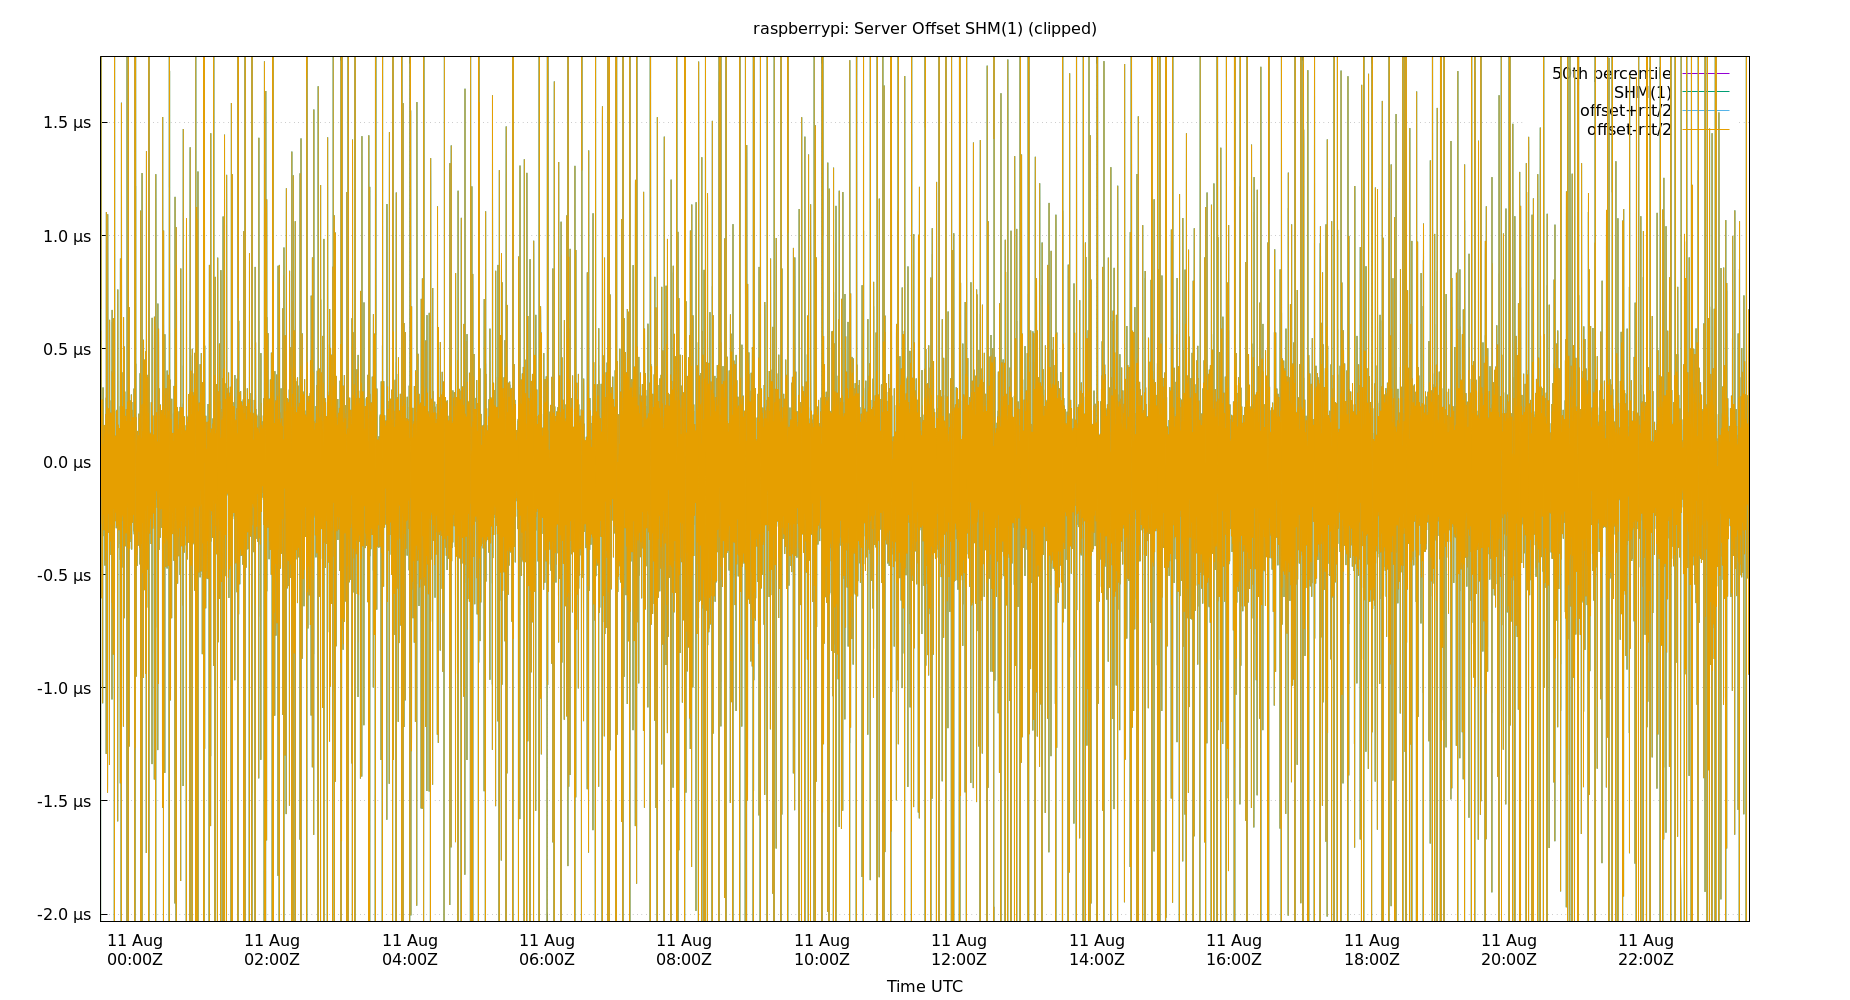 raspberrypi: Server Offset SHM(1) (clipped)
50th percentile
SHM(1)
offset+rtt/2
offset-rtt/2
1.5 µs
1.0 µs
0.5 µs
0.0 µs
-0.5 µs
-1.0 µs
-1.5 µs
-2.0 µs
11 Aug 11 Aug 11 Aug 11 Aug 11 Aug 11 Aug 11 Aug 11 Aug 11 Aug 11 Aug 11 Aug 11 Aug
00:00Z 02:00Z 04:00Z 06:00Z 08:00Z 10:00Z 12:00Z 14:00Z 16:00Z 18:00Z 20:00Z 22:00Z
Time UTC